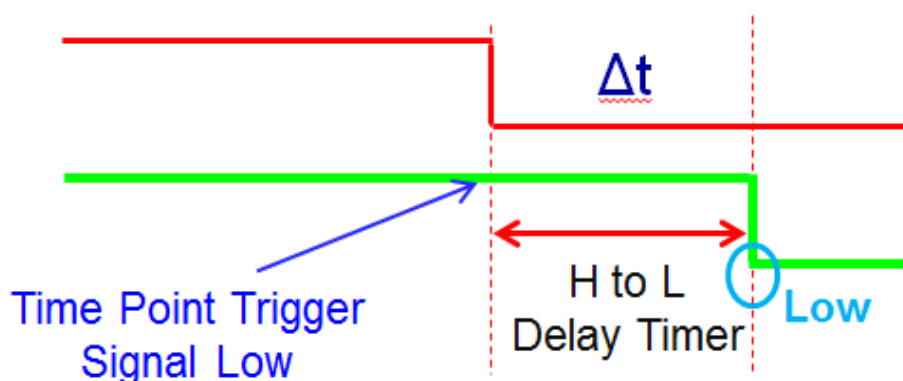 Δt
Time Point Trigger
Signal Low
H to L
Delay Timer
Low